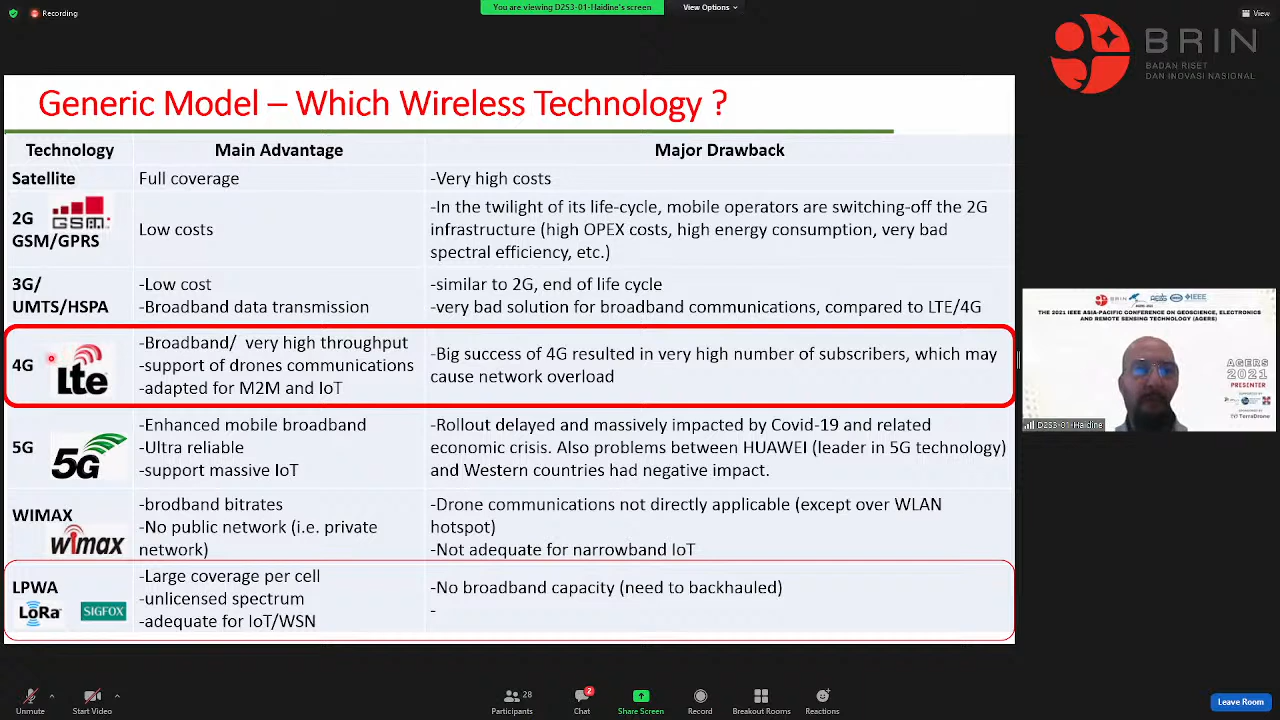 Recording
You are viewing D2S3-01-Haidine's screen
View Options
View
BRIN
BADAN RISET
DAN INOVASI NASIONAL
Generic Model – Which Wireless Technology ?
Technology
Main Advantage
Major Drawback
Satellite
Full coverage
-Very high costs
2G
GSM/GPRS
GSM
Low costs
-In the twilight of its life-cycle, mobile operators are switching-off the 2G
infrastructure (high OPEX costs, high energy consumption, very bad
spectral efficiency, etc.)
3G/
UMTS/HSPA
-Low cost
-Broadband data transmission
-similar to 2G, end of life cycle
-very bad solution for broadband communications, compared to LTE/4G
4G
Lte
-Broadband/ very high throughput
-support of drones communications
-adapted for M2M and IoT
-Big success of 4G resulted in very high number of subscribers, which may
cause network overload
5G
5G
-Enhanced mobile broadband
-Ultra reliable
-support massive IoT
-Rollout delayed and massively impacted by Covid-19 and related
economic crisis. Also problems between HUAWEI (leader in 5G technology)
and Western countries had negative impact.
WIMAX
wimax
-brodband bitrates
-No public network (i.e. private
network)
-Drone communications not directly applicable (except over WLAN
hotspot)
-Not adequate for narrowband IoT
LPWA
LoRa
SIGFOX
-Large coverage per cell
-unlicensed spectrum
-adequate for IoT/WSN
-No broadband capacity (need to backhauled)
-
BRIN
IEEE
THE 2021 IEEE ASIA-PACIFIC CONFERENCE ON GEOSCIENCE, ELECTRONICS
AND REMOTE SENSING TECHNOLOGY (AGERS)
AGERS
2021
PRESENTER
TerraDrone
D2S3-01-Haidine
Unmute
Start Video
Participants
28
Chat
2
Share Screen
Record
Breakout Rooms
Reactions
Leave Room